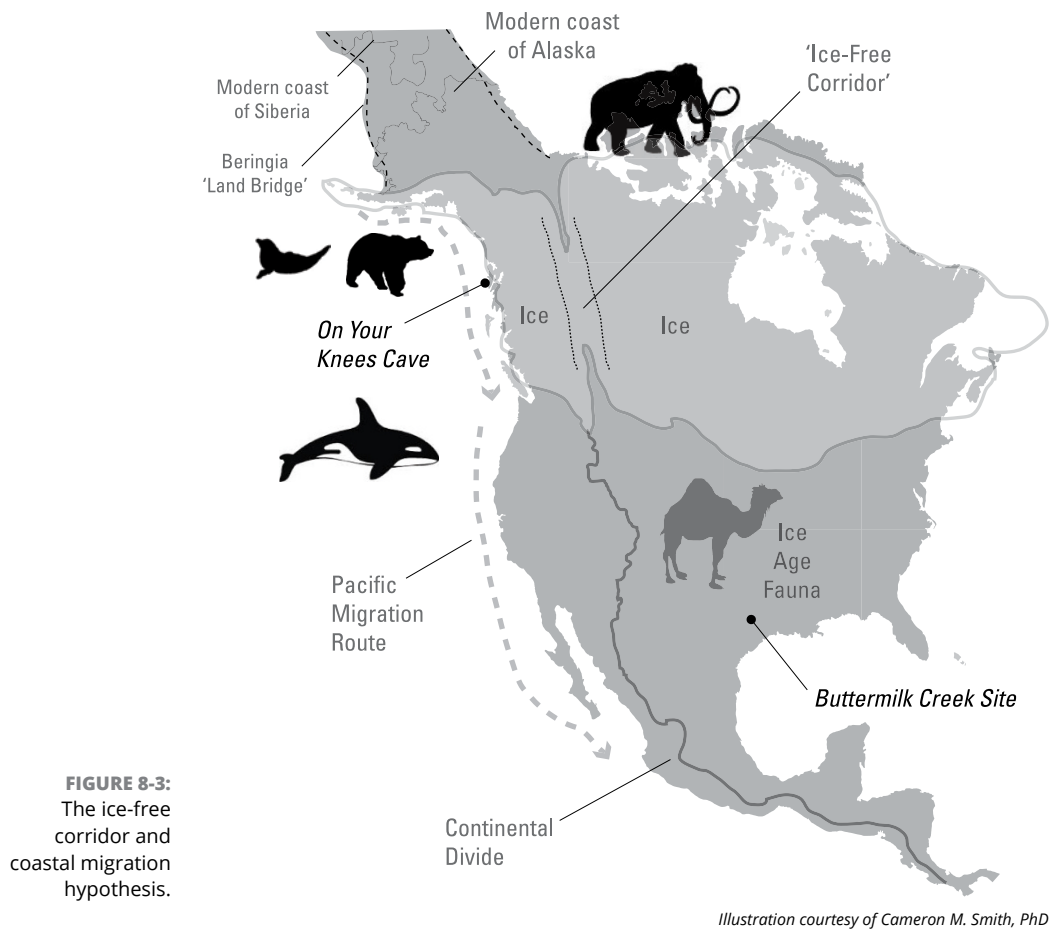 Modern coast
of Alaska
'Ice-Free
Corridor'
Modern coast
of Siberia
Beringia
'Land Bridge'
On Your
Knees Cave
Ice
Ice
Ice
Age
Fauna
Pacific
Migration
Route
Buttermilk Creek Site
Continental
Divide
FIGURE 8-3:
The ice-free
corridor and
coastal migration
hypothesis.
Illustration courtesy of Cameron M. Smith, PhD